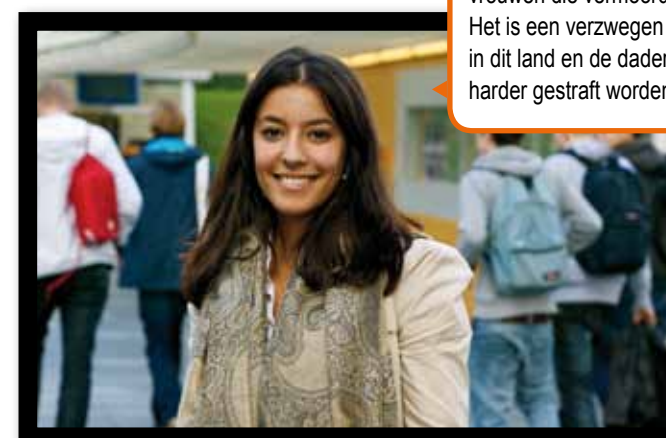 vrouwen die vermoord
Het is een verzwegen
in dit land en de dader
harder gestraft worden